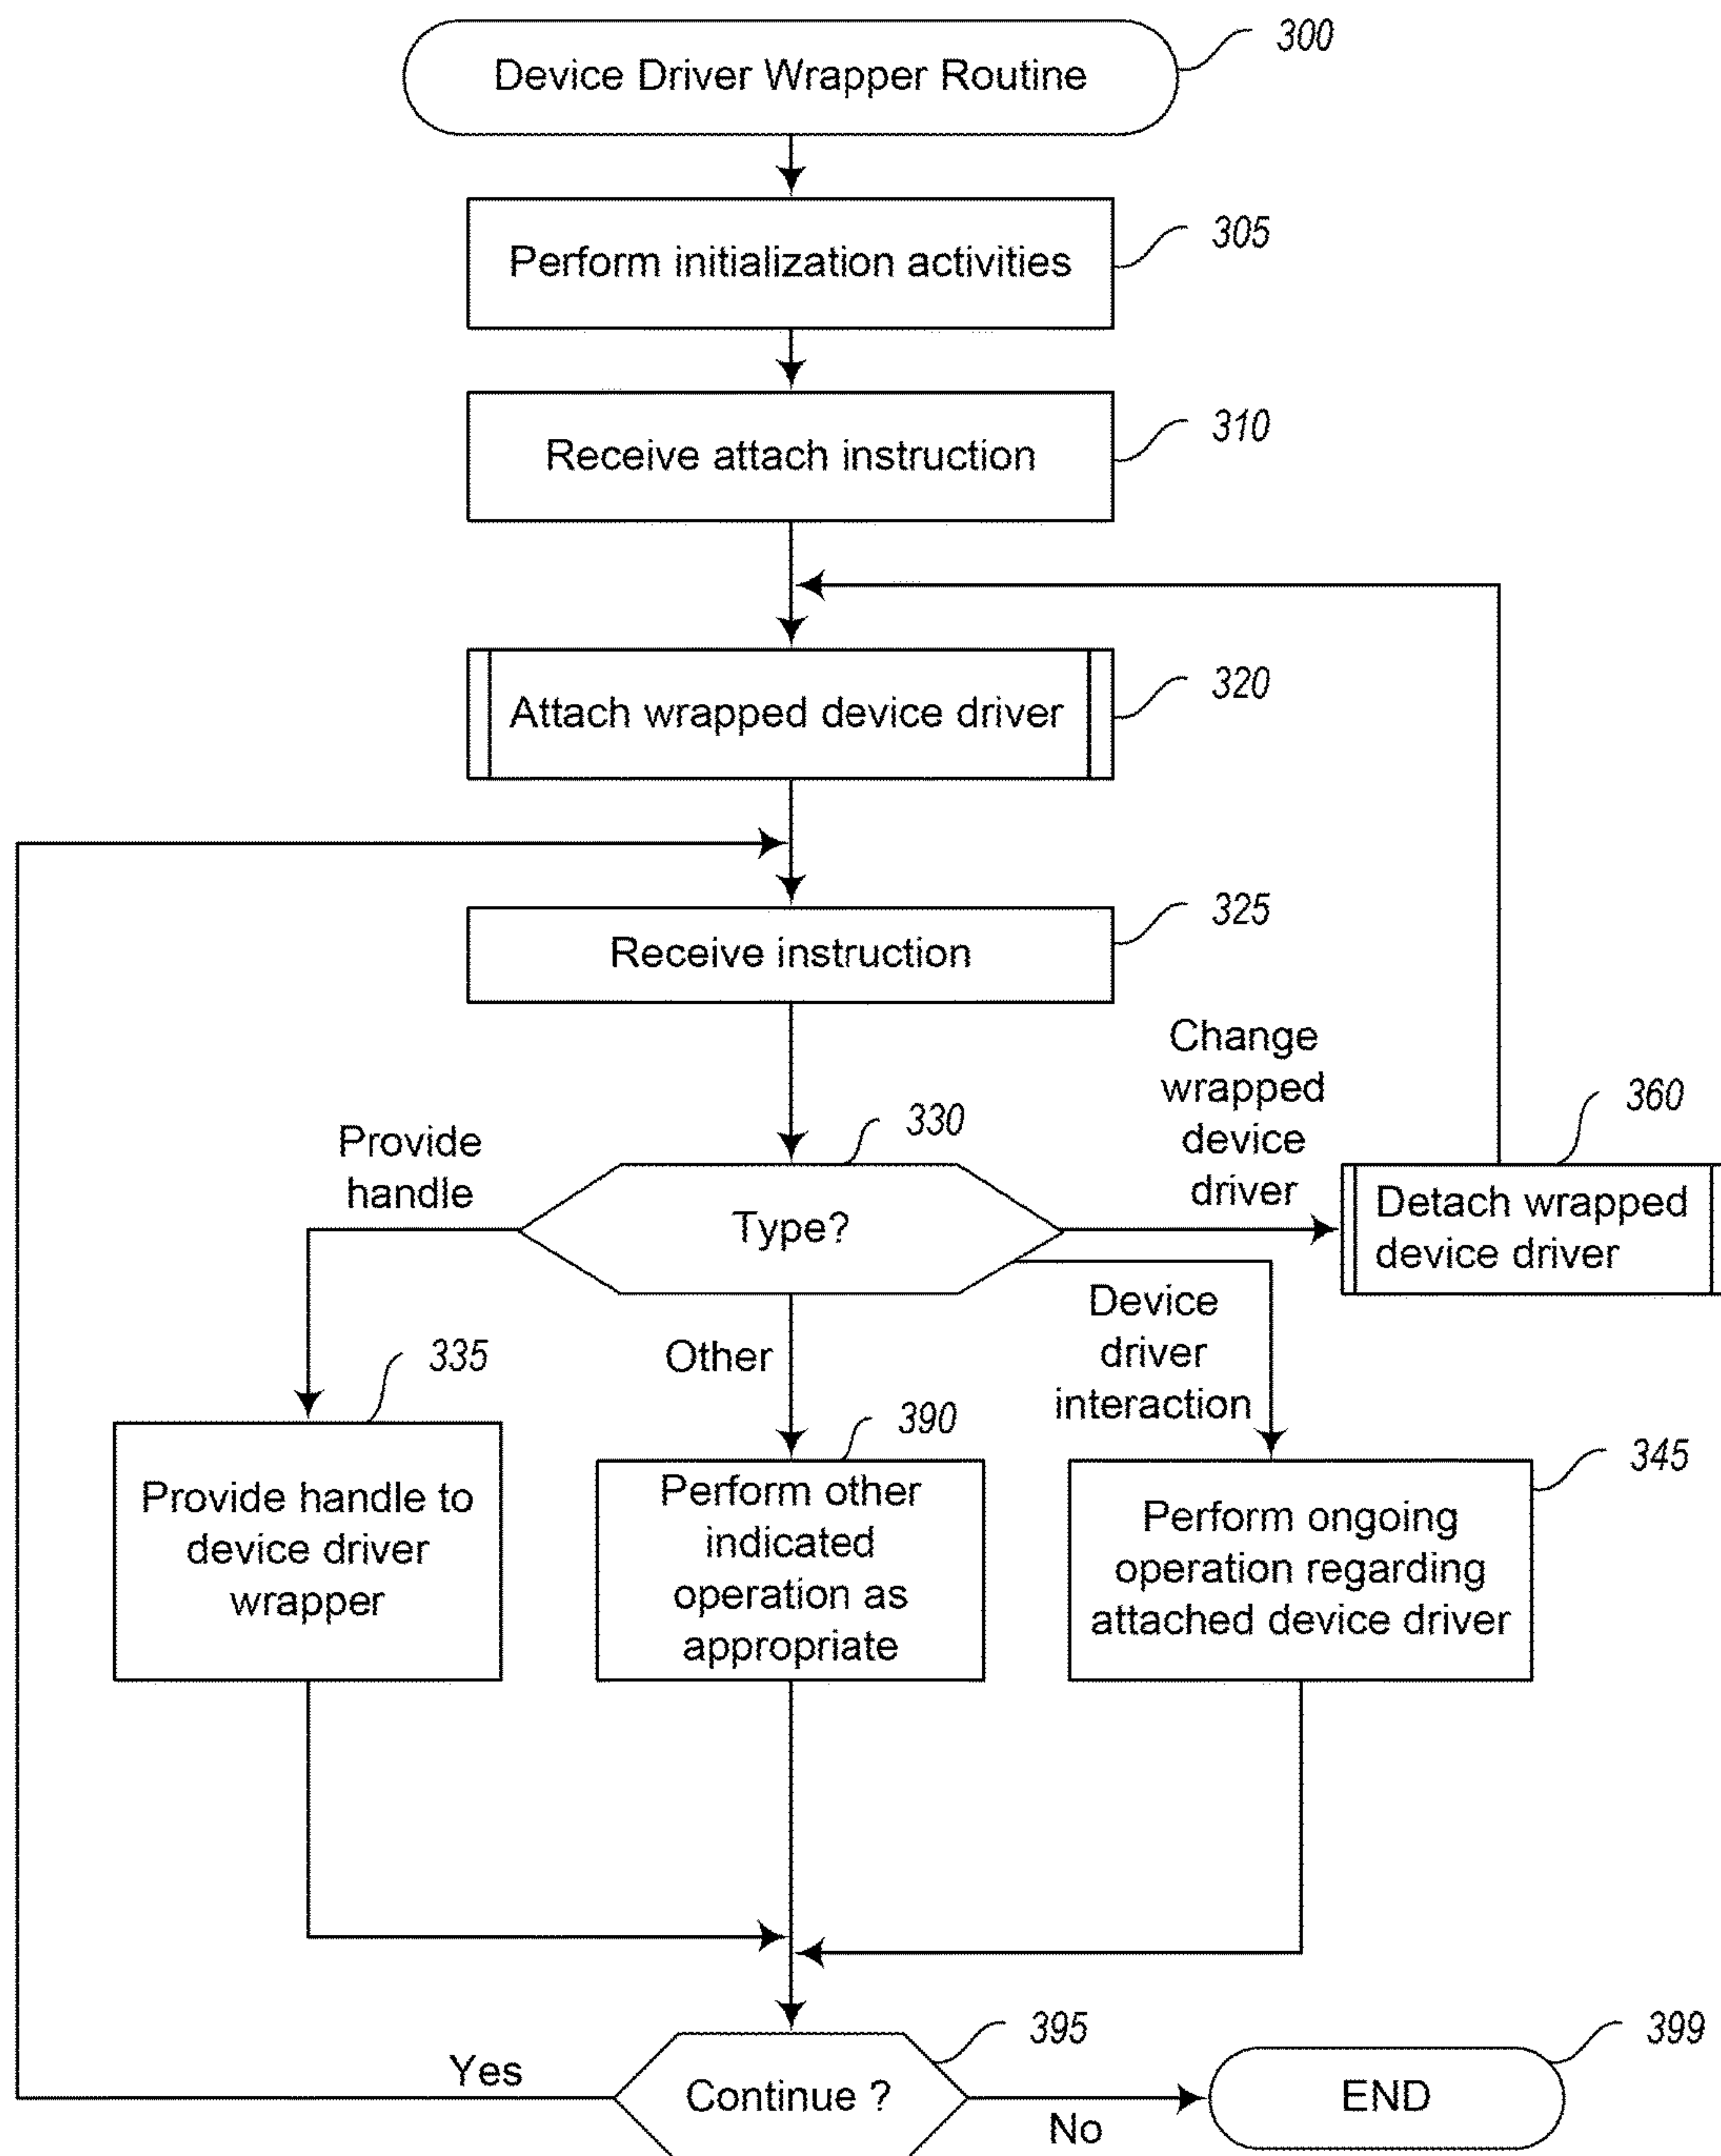 Device Driver Wrapper Routine
300
Perform initialization activities
305
Receive attach instruction
310
Attach wrapped device driver
320
Receive instruction
325
Change
wrapped
device
driver
360
Detach wrapped
device driver
330
Type?
Provide
handle
335
Provide handle to
device driver
wrapper
Other
390
Perform other
indicated
operation as
appropriate
Device
driver
interaction
345
Perform ongoing
operation regarding
attached device driver
395
Continue ?
Yes
No
399
END